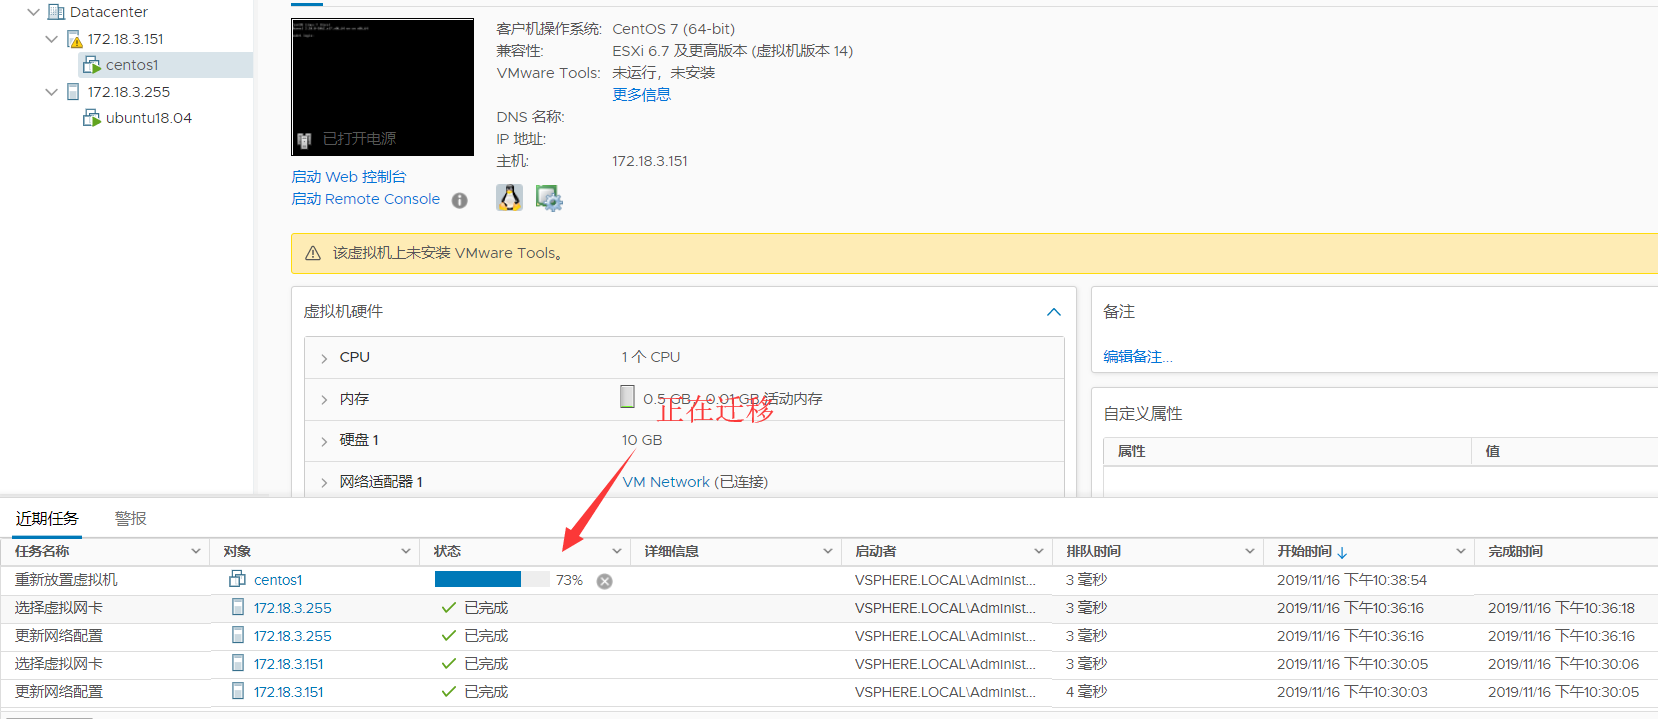 Datacenter
172.18.3.151
centos1
172.18.3.255
ubuntu18.04
已打开电源
启动 Web 控制台
启动 Remote Console
客户机操作系统: CentOS 7 (64-bit)
兼容性: ESXi 6.7 及更高版本 (虚拟机版本 14)
VMware Tools: 未运行，未安装
更多信息
DNS 名称:
IP 地址:
主机: 172.18.3.151
该虚拟机上未安装 VMware Tools。
虚拟机硬件
CPU 1 个 CPU
内存 0.5 GB, 0.01 GB 活动内存
正在迁移
硬盘 1 10 GB
网络适配器 1 VM Network (已连接)
备注
编辑备注...
自定义属性
属性 值
近期任务 警报
任务名称 对象 状态 详细信息 启动者 排队时间 开始时间 完成时间
重新放置虚拟机 centos1 73% VSPHERE.LOCAL\Administ... 3 毫秒 2019/11/16 下午10:38:54
选择虚拟网卡 172.18.3.255 已完成 VSPHERE.LOCAL\Administ... 3 毫秒 2019/11/16 下午10:36:16 2019/11/16 下午10:36:18
更新网络配置 172.18.3.255 已完成 VSPHERE.LOCAL\Administ... 3 毫秒 2019/11/16 下午10:36:16 2019/11/16 下午10:36:16
选择虚拟网卡 172.18.3.151 已完成 VSPHERE.LOCAL\Administ... 3 毫秒 2019/11/16 下午10:30:05 2019/11/16 下午10:30:06
更新网络配置 172.18.3.151 已完成 VSPHERE.LOCAL\Administ... 4 毫秒 2019/11/16 下午10:30:03 2019/11/16 下午10:30:05